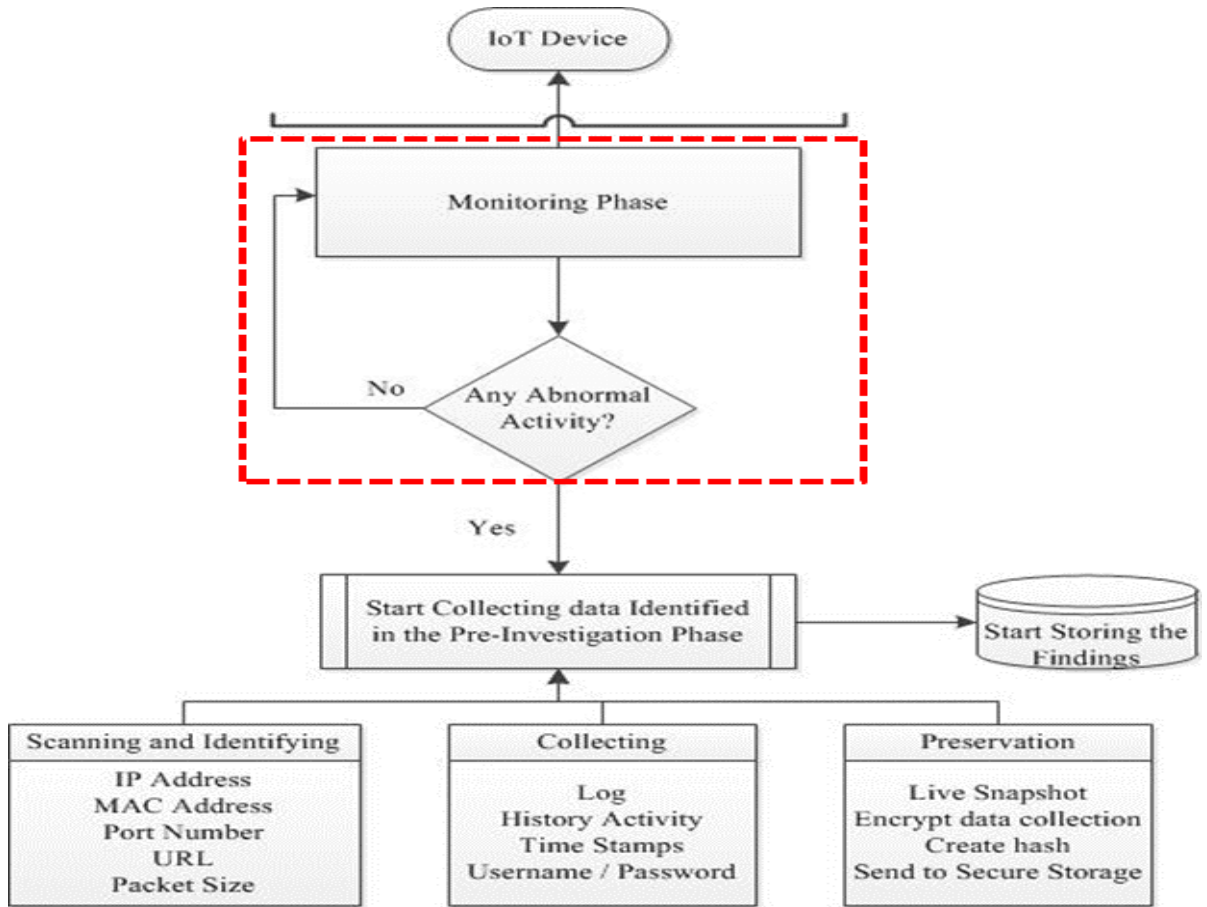 IoT Device
Monitoring Phase
No
Any Abnormal
Activity?
Yes
Start Collecting data Identified
in the Pre-Investigation Phase
Start Storing the
Findings
Scanning and Identifying
IP Address
MAC Address
Port Number
URL
Packet Size
Collecting
Log
History Activity
Time Stamps
Username / Password
Preservation
Live Snapshot
Encrypt data collection
Create hash
Send to Secure Storage